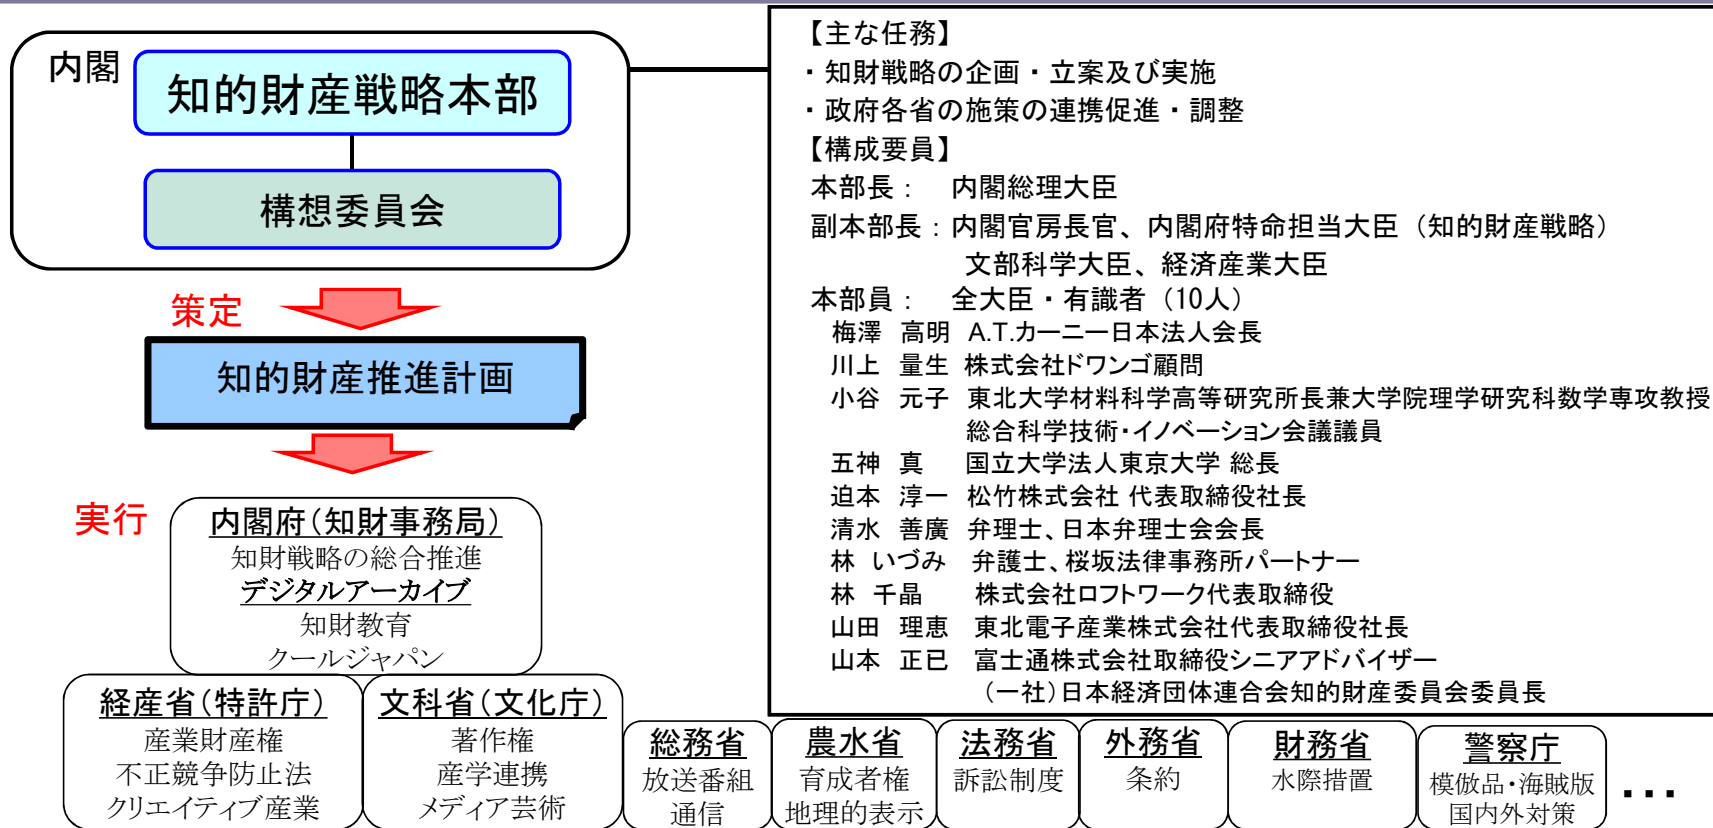 内閣
知的財産戦略本部
構想委員会
策定
知的財産推進計画
実行
内閣府(知財事務局)
知財戦略の総合推進
デジタルアーカイブ
知財教育
クールジャパン
経産省(特許庁)
産業財産権
不正競争防止法
クリエイティブ産業
文科省(文化庁)
著作権
産学連携
メディア芸術
総務省
放送番組
通信
農水省
育成者権
地理的表示
法務省
訴訟制度
外務省
条約
財務省
水際措置
警察庁
模倣品・海賊版
国内外対策
・・・
【主な任務】
・知財戦略の企画・立案及び実施
・政府各省の施策の連携促進・調整
【構成要員】
本部長： 内閣総理大臣
副本部長：内閣官房長官、内閣府特命担当大臣（知的財産戦略）
文部科学大臣、経済産業大臣
本部員： 全大臣・有識者（10人）
梅澤 高明 A.T.カーニー日本法人会長
川上 量生 株式会社ドワンゴ顧問
小谷 元子 東北大学材料科学高等研究所長兼大学院理学研究科数学専攻教授
総合科学技術・イノベーション会議議員
五神 真 国立大学法人東京大学 総長
迫本 淳一 松竹株式会社 代表取締役社長
清水 善廣 弁理士、日本弁理士会会長
林 いづみ 弁護士、桜坂法律事務所パートナー
林 千晶 株式会社ロフトワーク代表取締役
山田 理恵 東北電子産業株式会社代表取締役社長
山本 正已 富士通株式会社取締役シニアアドバイザー
（一社）日本経済団体連合会知的財産委員会委員長